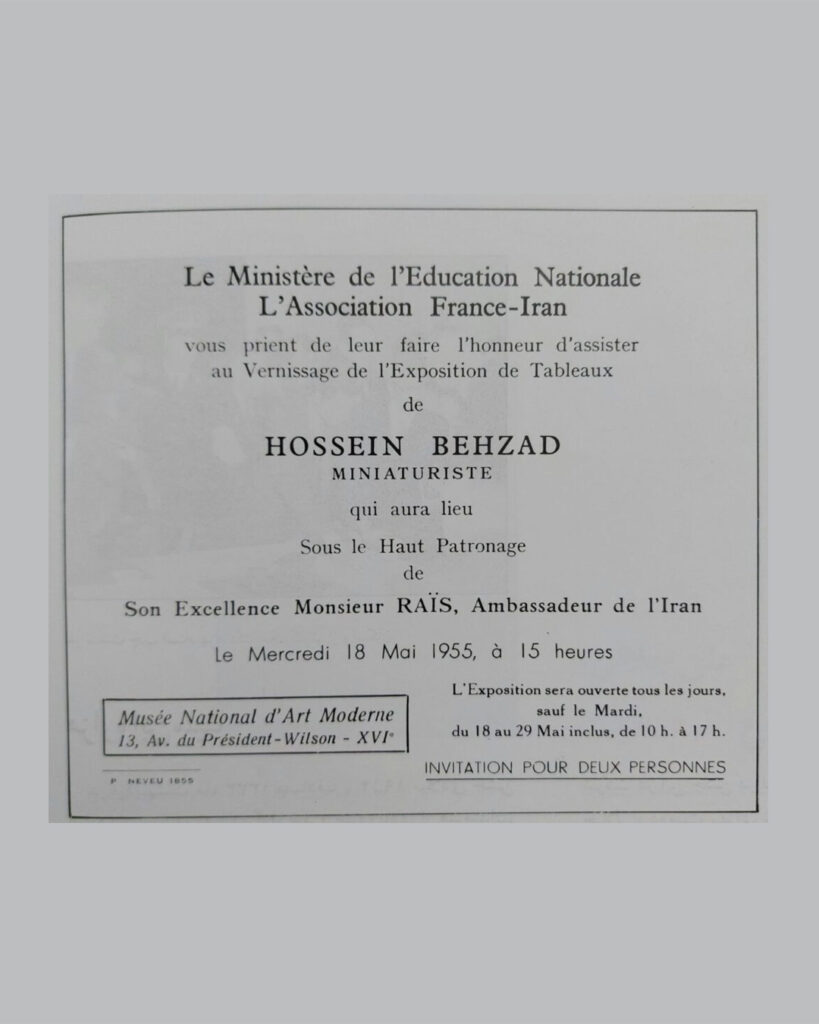 Le Ministère de l'Education Nationale
L'Association France-Iran
vous prient de leur faire l'honneur d'assister
au Vernissage de l'Exposition de Tableaux
de
HOSSEIN BEHZAD
MINIATURISTE
qui aura lieu
Sous le Haut Patronage
de
Son Excellence Monsieur RAÏS, Ambassadeur de l'Iran
Le Mercredi 18 Mai 1955, à 15 heures
Musée National d'Art Moderne
13, Av. du Président-Wilson - XVIe
P NEVEU 1855
L'Exposition sera ouverte tous les jours,
sauf le Mardi,
du 18 au 29 Mai inclus, de 10 h. à 17 h.
INVITATION POUR DEUX PERSONNES